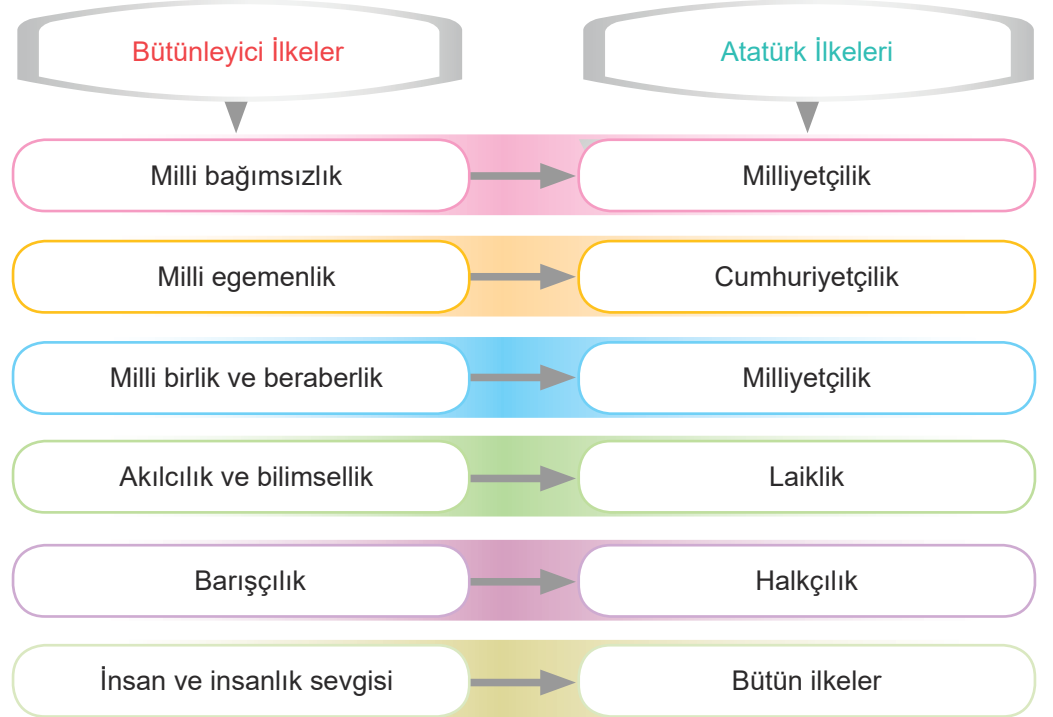 Bütünleyici İlkeler
Atatürk İlkeleri
Milli bağımsızlık
Milliyetçilik
Milli egemenlik
Cumhuriyetçilik
Milli birlik ve beraberlik
Milliyetçilik
Akılcılık ve bilimsellik
Laiklik
Barışçılık
Halkçılık
İnsan ve insanlık sevgisi
Bütün ilkeler